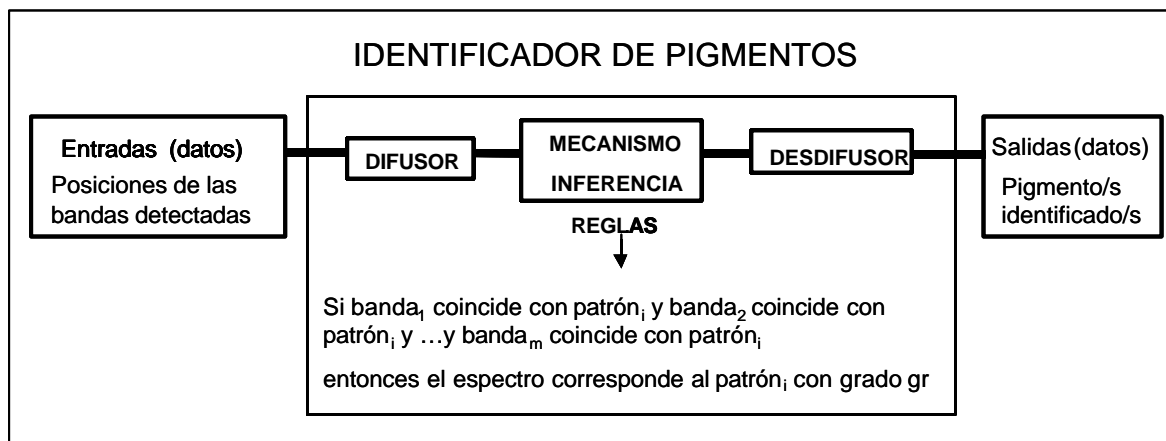 IDENTIFICADOR DE PIGMENTOS
Entradas (datos)
Posiciones de las
bandas detectadas
DIFUSOR
MECANISMO
INFERENCIA
DESDIFUSOR
Salidas (datos)
Pigmento/s
identificado/s
REGLAS
Si banda₁ coincide con patrónᵢ y banda₂ coincide con
patrónᵢ y …y bandaₘ coincide con patrónᵢ
entonces el espectro corresponde al patrónᵢ con grado gr